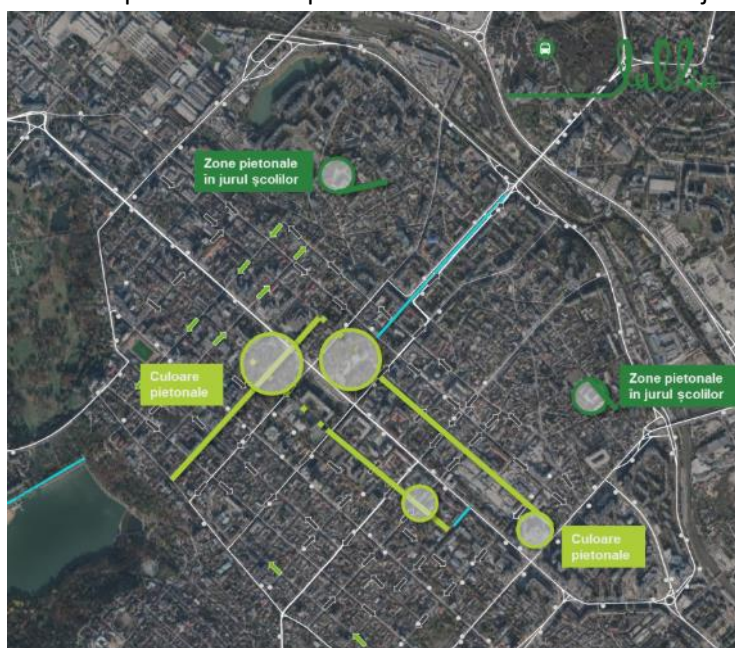 Zone pietonale
în jurul școlilor
Culoare
pietonale
Zone pietonale
în jurul școlilor
Culoare
pietonale